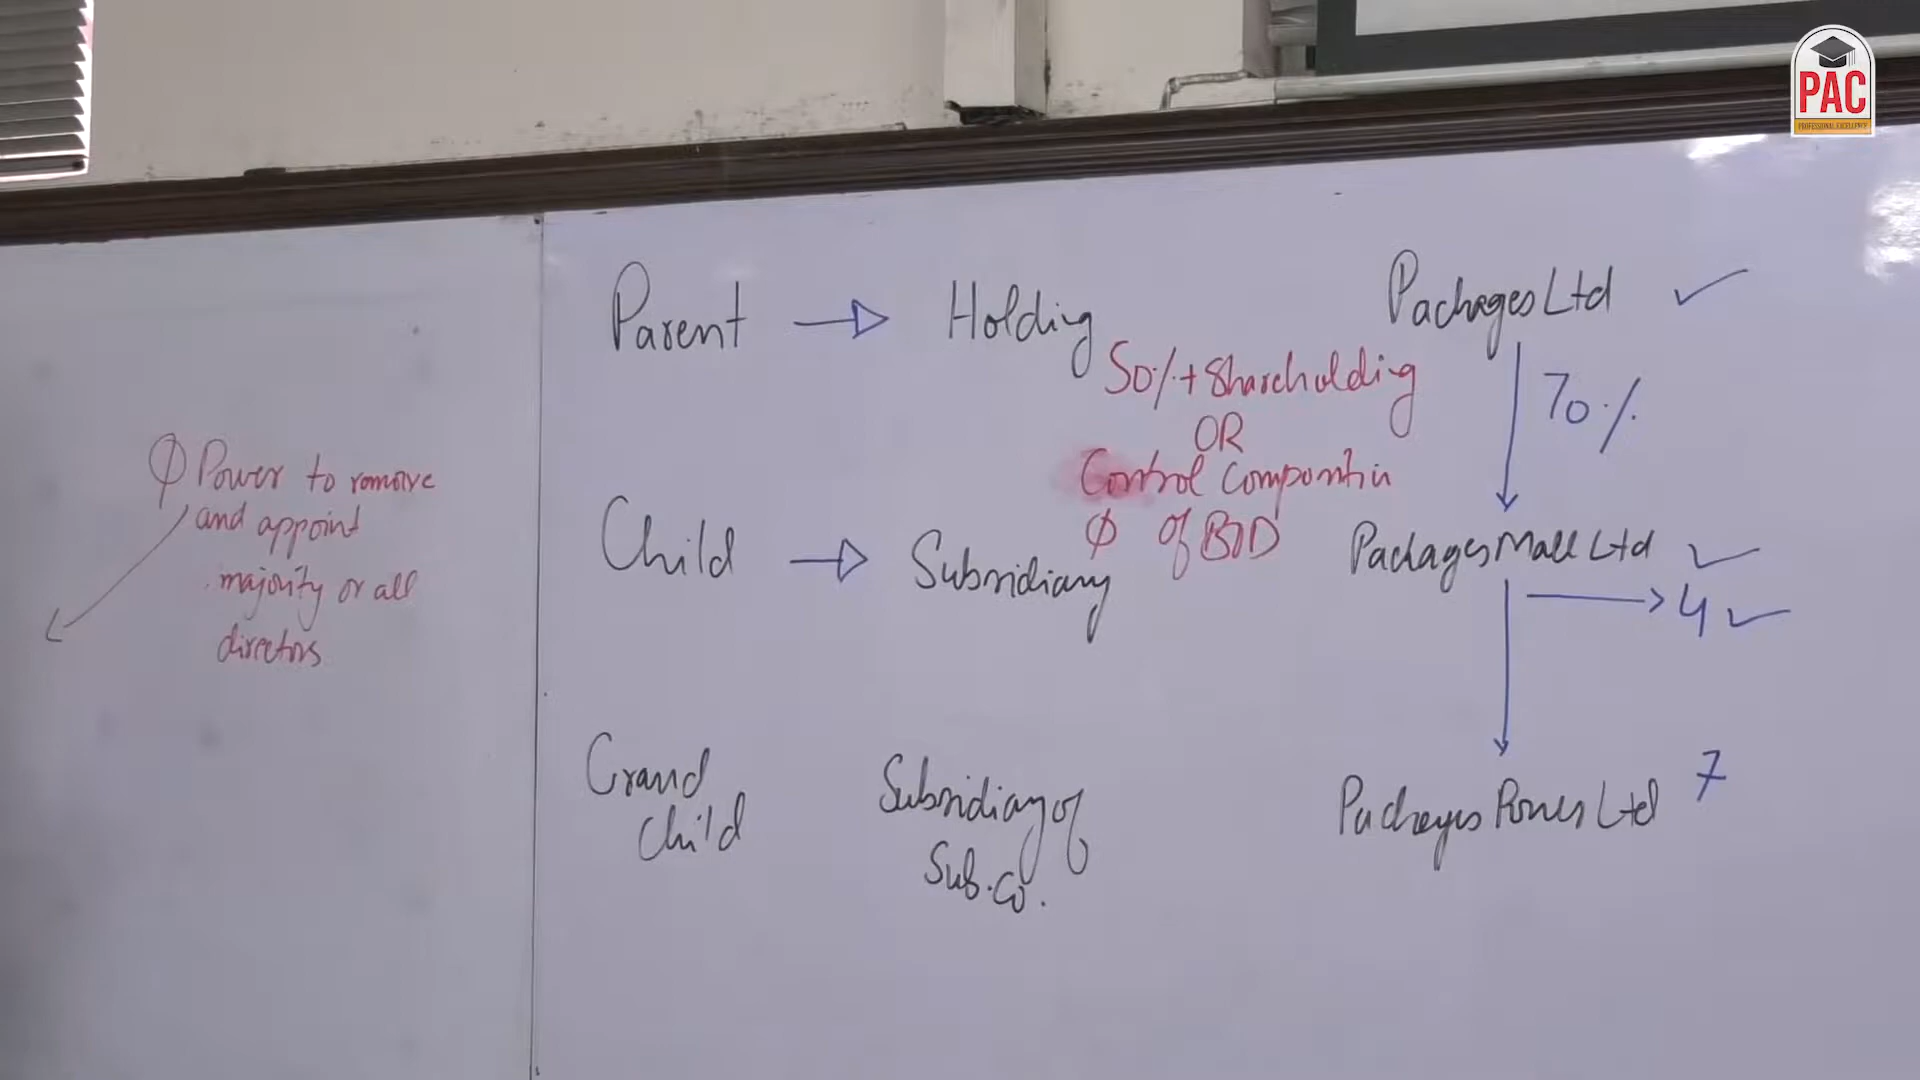 PAC
PROFESSIONAL EXCELLENCE
Parent → Holding
Packages Ltd ✓
50%+ Shareholding
OR
Control Composition
φ of BOD
70%
φ Power to remove
and appoint
majority or all
directors
Child → Subsidiary
Packages Mall Ltd ✓
→ 4 ✓
Grand
Child
Subsidiary of
Sub. Co.
Packages Power Ltd 7